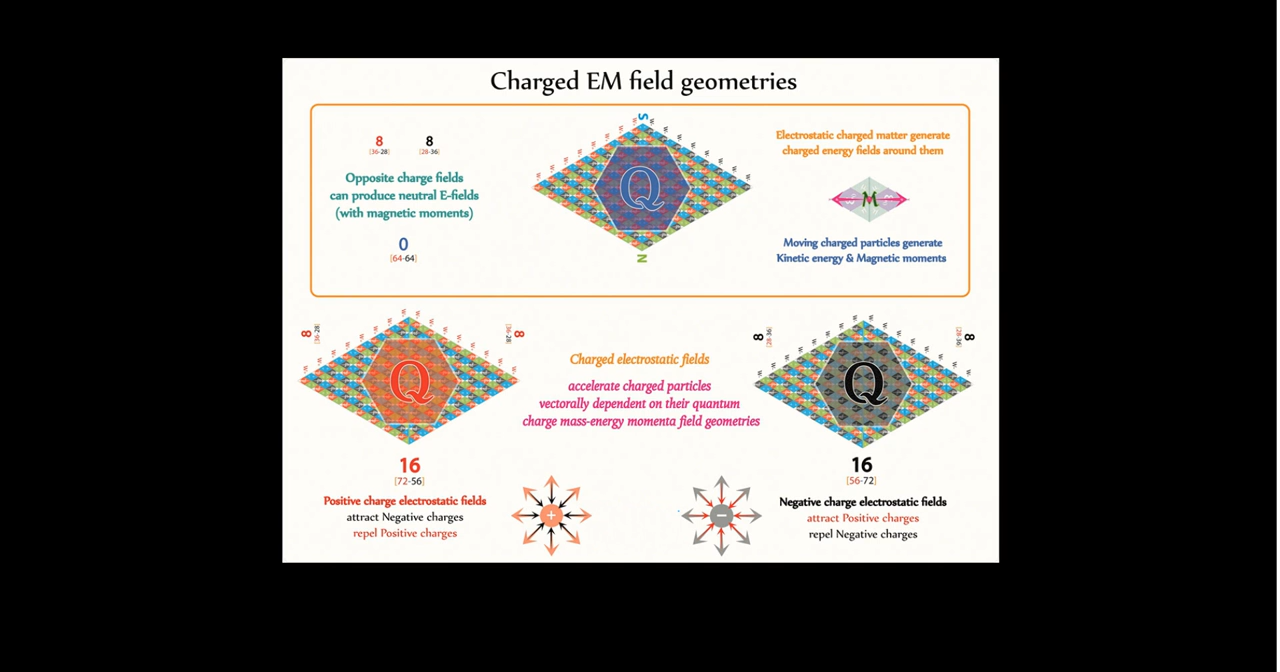 Charged EM field geometries
8 8
[36-28] [28-36]
Opposite charge fields
can produce neutral E-fields
(with magnetic moments)
0
[64-64]
S
Q
N
Electrostatic charged matter generate
charged energy fields around them
M
Moving charged particles generate
Kinetic energy & Magnetic moments
8
[36-28]
Q
8
[36-28]
16
[72-56]
Positive charge electrostatic fields
attract Negative charges
repel Positive charges
Charged electrostatic fields
accelerate charged particles
vectorally dependent on their quantum
charge mass-energy momenta field geometries
+
−
8
[28-36]
Q
8
[28-36]
16
[56-72]
Negative charge electrostatic fields
attract Positive charges
repel Negative charges